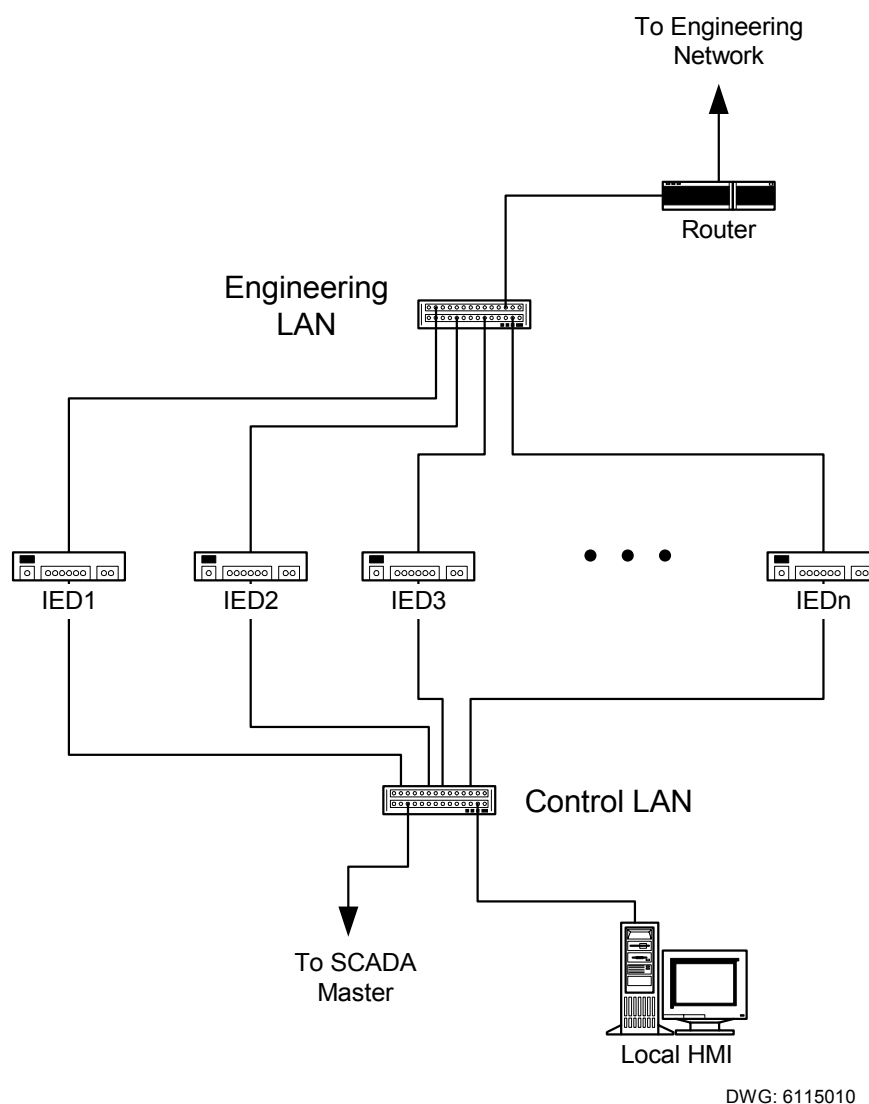 To Engineering
Network
Router
Engineering
LAN
IED1
IED2
IED3
IEDn
Control LAN
To SCADA
Master
Local HMI
DWG: 6115010